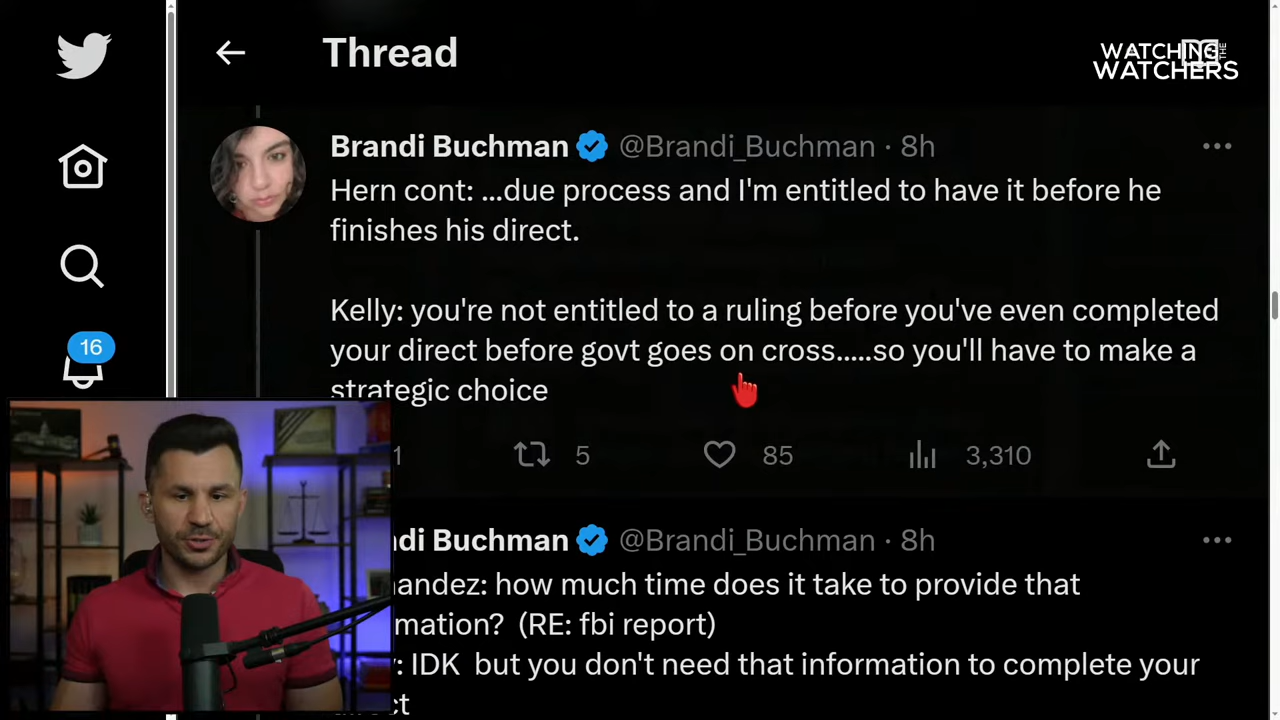 Thread
WATCHING THE
WATCHERS
Brandi Buchman @Brandi_Buchman · 8h
Hern cont: ...due process and I'm entitled to have it before he
finishes his direct.
Kelly: you're not entitled to a ruling before you've even completed
your direct before govt goes on cross.....so you'll have to make a
strategic choice
16
1 5 85 3,310
ndi Buchman @Brandi_Buchman · 8h
nandez: how much time does it take to provide that
mation? (RE: fbi report)
: IDK but you don't need that information to complete your